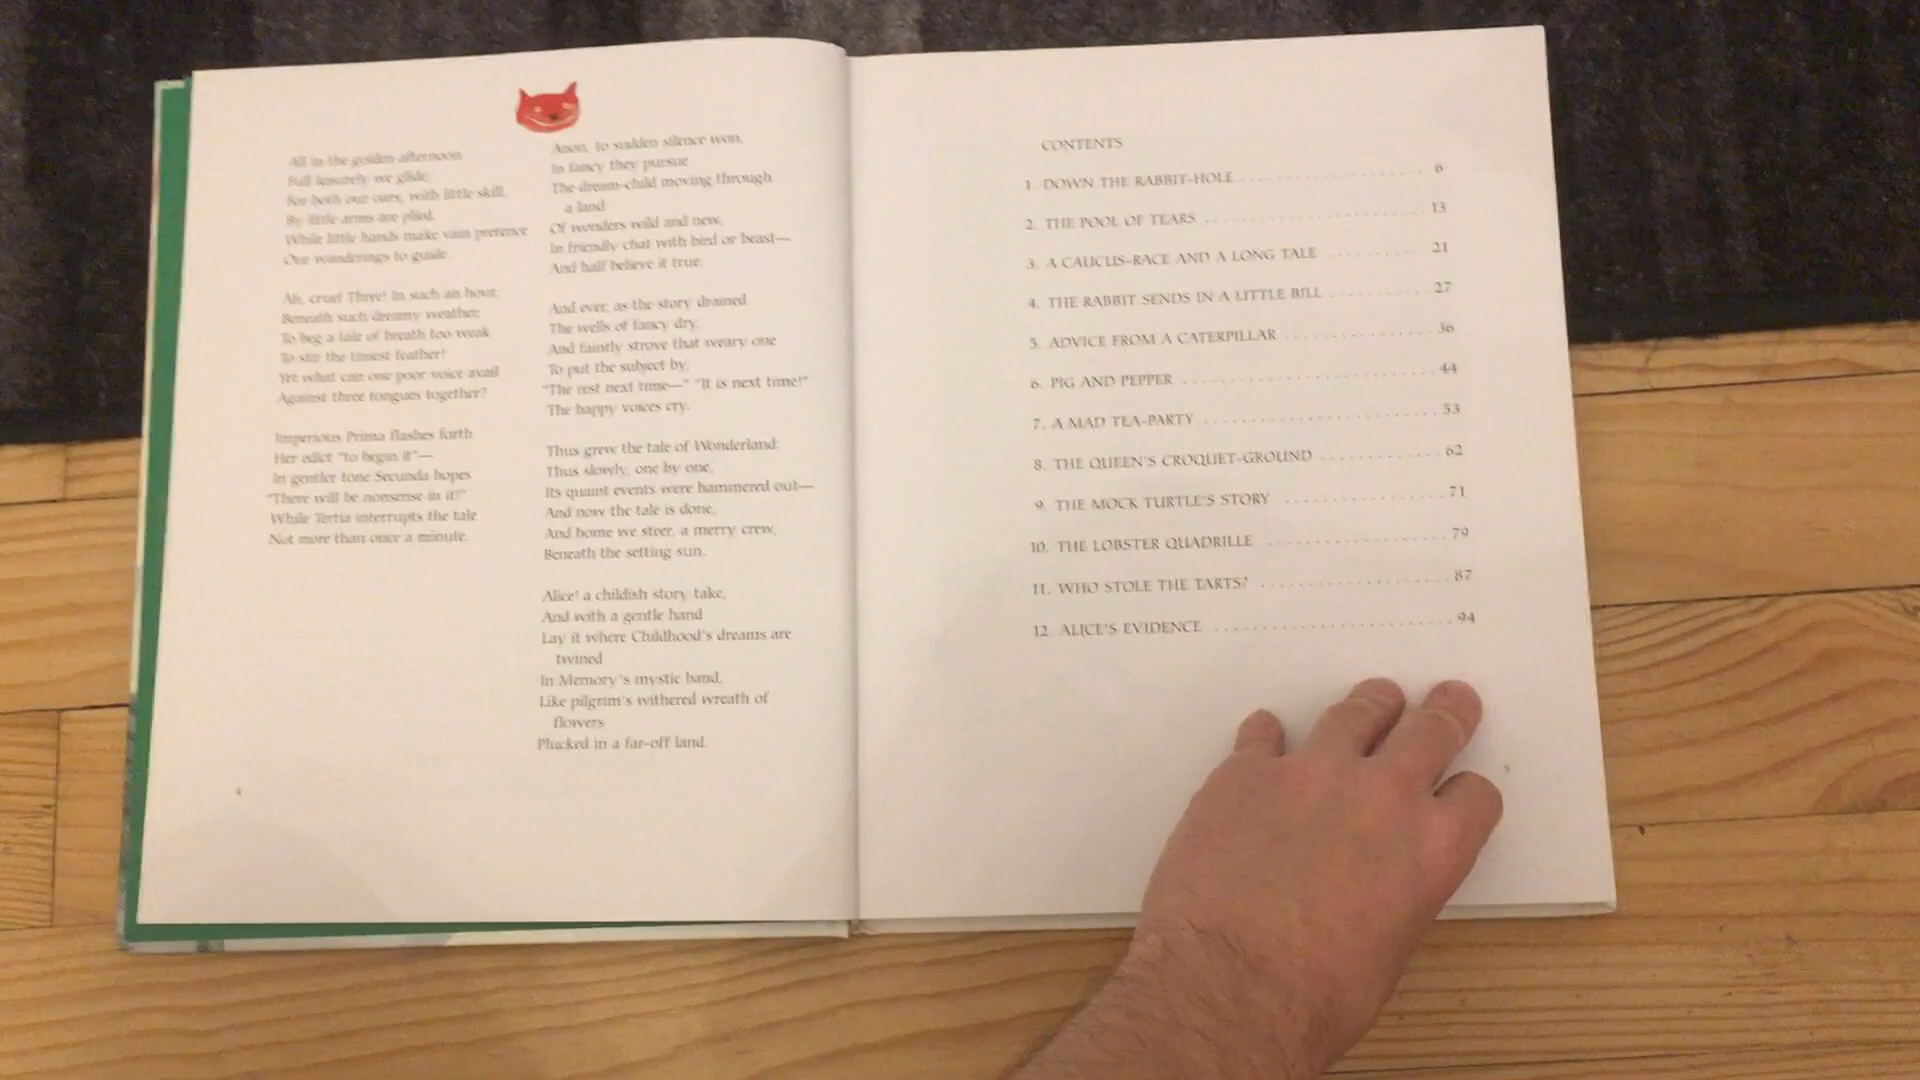 All in the golden afternoon
Full leisurely we glide;
For both our oars, with little skill,
By little arms are plied,
While little hands make vain pretence
Our wanderings to guide.
Ah, cruel Three! In such an hour,
Beneath such dreamy weather,
To beg a tale of breath too weak
To stir the tiniest feather!
Yet what can one poor voice avail
Against three tongues together?
Imperious Prima flashes forth
Her edict "to begin it"—
In gentler tone Secunda hopes
"There will be nonsense in it!"
While Tertia interrupts the tale
Not more than once a minute.
4
Anon, to sudden silence won,
In fancy they pursue
The dream-child moving through
a land
Of wonders wild and new,
In friendly chat with bird or beast—
And half believe it true.
And ever, as the story drained
The wells of fancy dry,
And faintly strove that weary one
To put the subject by,
"The rest next time—" "It is next time!"
The happy voices cry.
Thus grew the tale of Wonderland:
Thus slowly, one by one,
Its quaint events were hammered out—
And now the tale is done,
And home we steer, a merry crew,
Beneath the setting sun.
Alice! a childish story take,
And with a gentle hand
Lay it where Childhood's dreams are
twined
In Memory's mystic band,
Like pilgrim's withered wreath of
flowers
Plucked in a far-off land.
CONTENTS
1. DOWN THE RABBIT-HOLE 6
2. THE POOL OF TEARS 13
3. A CAUCUS-RACE AND A LONG TALE 21
4. THE RABBIT SENDS IN A LITTLE BILL 27
5. ADVICE FROM A CATERPILLAR 36
6. PIG AND PEPPER 44
7. A MAD TEA-PARTY 53
8. THE QUEEN'S CROQUET-GROUND 62
9. THE MOCK TURTLE'S STORY 71
10. THE LOBSTER QUADRILLE 79
11. WHO STOLE THE TARTS? 87
12. ALICE'S EVIDENCE 94
5